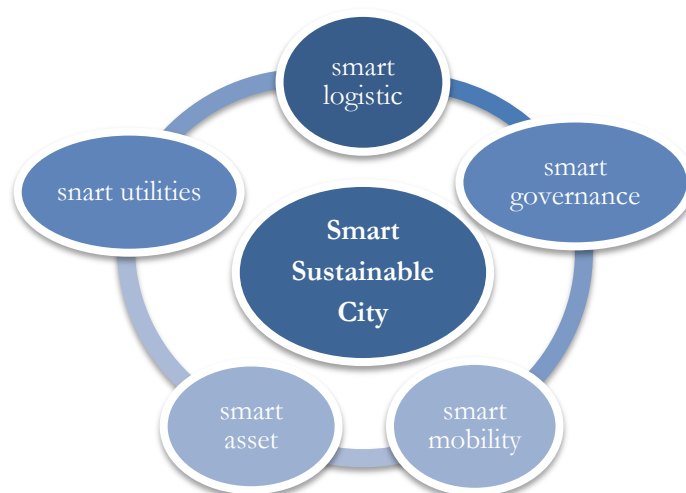 smart
logistic
smart
governance
snart utilities
Smart
Sustainable
City
smart
asset
smart
mobility